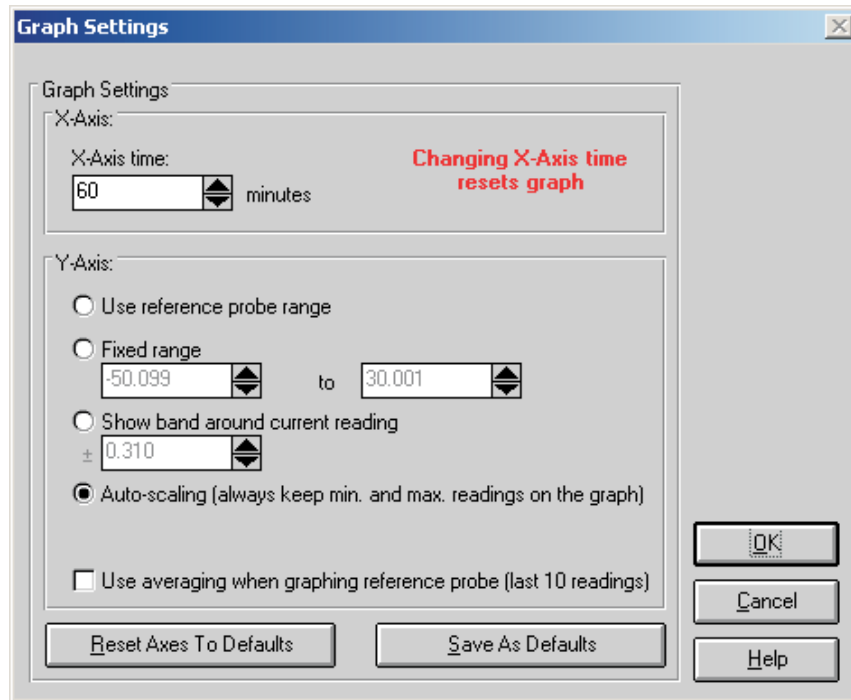 Graph Settings
Graph Settings
X-Axis:
X-Axis time:
60 minutes
Changing X-Axis time
resets graph
Y-Axis:
Use reference probe range
Fixed range
-50.099 to 30.001
Show band around current reading
± 0.310
Auto-scaling (always keep min. and max. readings on the graph)
Use averaging when graphing reference probe (last 10 readings)
Reset Axes To Defaults
Save As Defaults
OK
Cancel
Help